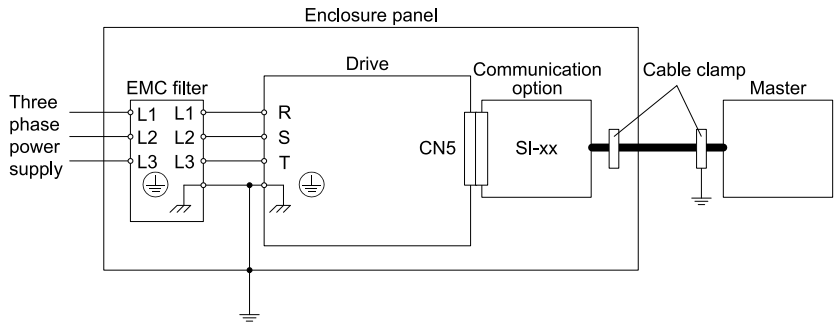 Enclosure panel
Drive
Communication
option
Cable clamp
Master
EMC filter
Three
phase
power
supply
L1 L1 R
L2 L2 S
L3 L3 T
CN5
SI-xx